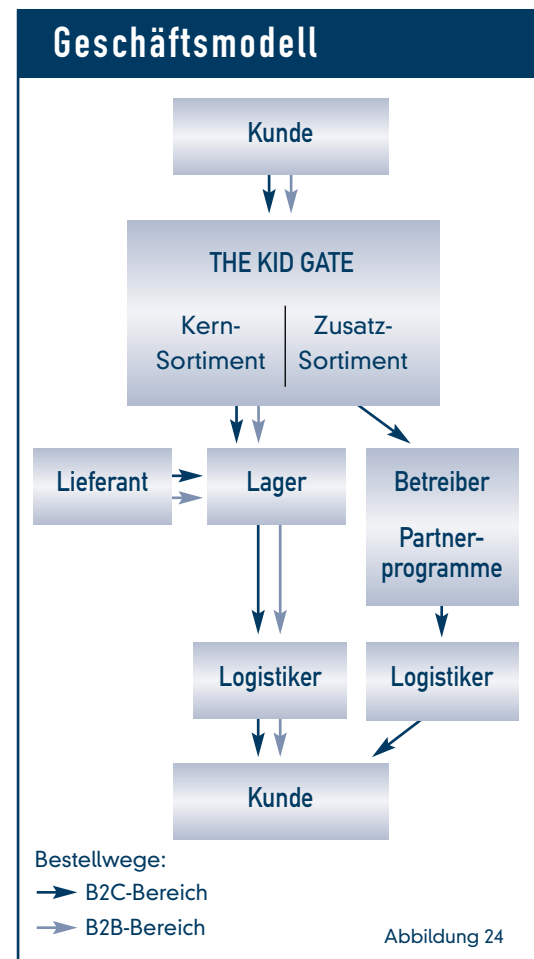 Geschäftsmodell
Kunde
THE KID GATE
Kern-
Sortiment
Zusatz-
Sortiment
Lieferant
Lager
Betreiber
Partner-
programme
Logistiker
Logistiker
Kunde
Bestellwege:
B2C-Bereich
B2B-Bereich
Abbildung 24